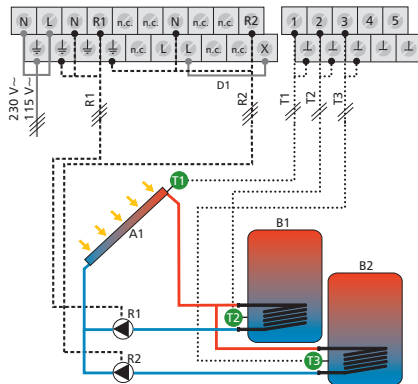 N L N R1 n.c. n.c. N n.c. n.c. R2 1 2 3 4 5
n.c. n.c. L L n.c. n.c. X
D1
230 V~
115 V~
R1
R2
T1
T2
T3
T1
A1
B1
B2
R1
T2
R2
T3